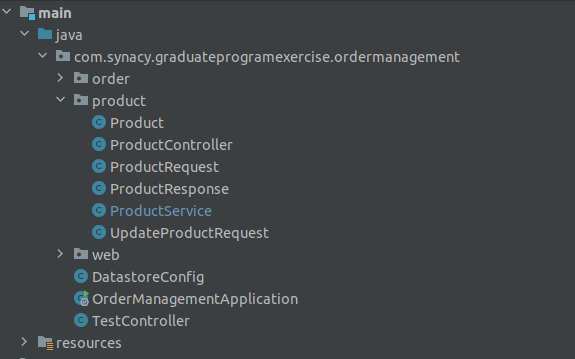 main
java
com.synacy.graduateprogramexercise.ordermanagement
order
product
Product
ProductController
ProductRequest
ProductResponse
ProductService
UpdateProductRequest
web
DatastoreConfig
OrderManagementApplication
TestController
resources